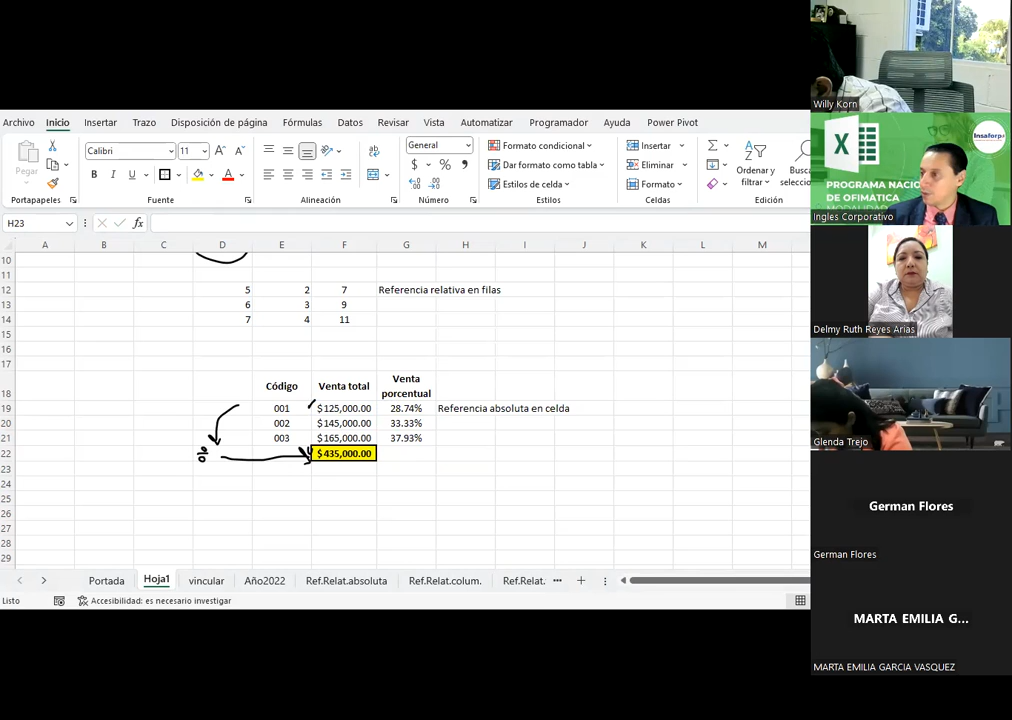 Archivo Inicio Insertar Trazo Disposición de página Fórmulas Datos Revisar Vista Automatizar Programador Ayuda Power Pivot
Pegar
Calibri 11
N K S
General
$ % ,
Formato condicional
Dar formato como tabla
Estilos de celda
Insertar
Eliminar
Formato
Ordenar y
filtrar
Portapapeles Fuente Alineación Número Estilos Celdas Edición
H23 fx
A B C D E F G H I J K L M
10
11
12 5 2 7 Referencia relativa en filas
13 6 3 9
14 7 4 11
15
16
17
18 Código Venta total Venta porcentual
19 001 $125,000.00 28.74% Referencia absoluta en celda
20 002 $145,000.00 33.33%
21 003 $165,000.00 37.93%
22 % $435,000.00
23
24
25
26
27
28
29
Portada Hoja1 vincular Año2022 Ref.Relat.absoluta Ref.Relat.colum. Ref.Relat. ...
Listo Accesibilidad: es necesario investigar
Willy Korn
X
Insaforp
PROGRAMA NACIO
DE OFIMATICA
Ingles Corporativo
Delmy Ruth Reyes Arias
Glenda Trejo
German Flores
German Flores
MARTA EMILIA G...
MARTA EMILIA GARCIA VASQUEZ